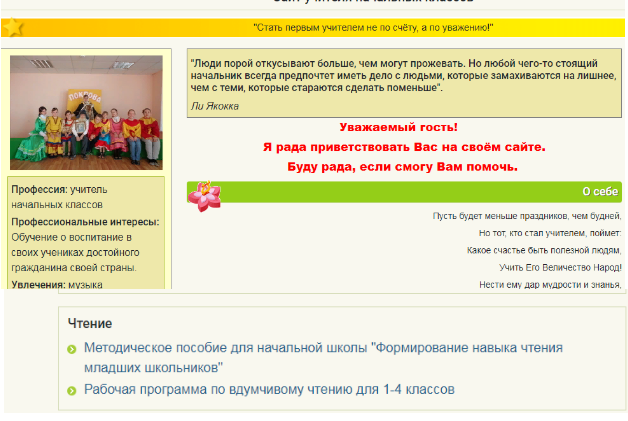 "Стать первым учителем не по счёту, а по уважению!"
ПОКРОВА
Профессия: учитель
начальных классов
Профессиональные интересы:
Обучение о воспитание в
своих учениках достойного
гражданина своей страны.
Увлечения: музыка
"Люди порой откусывают больше, чем могут прожевать. Но любой чего-то стоящий
начальник всегда предпочтет иметь дело с людьми, которые замахиваются на лишнее,
чем с теми, которые стараются сделать поменьше".
Ли Якокка
Уважаемый гость!
Я рада приветствовать Вас на своём сайте.
Буду рада, если смогу Вам помочь.
О себе
Пусть будет меньше праздников, чем будней,
Но тот, кто стал учителем, поймет:
Какое счастье быть полезной людям,
Учить Его Величество Народ!
Нести ему дар мудрости и знанья,
Чтение
Методическое пособие для начальной школы "Формирование навыка чтения
младших школьников"
Рабочая программа по вдумчивому чтению для 1-4 классов